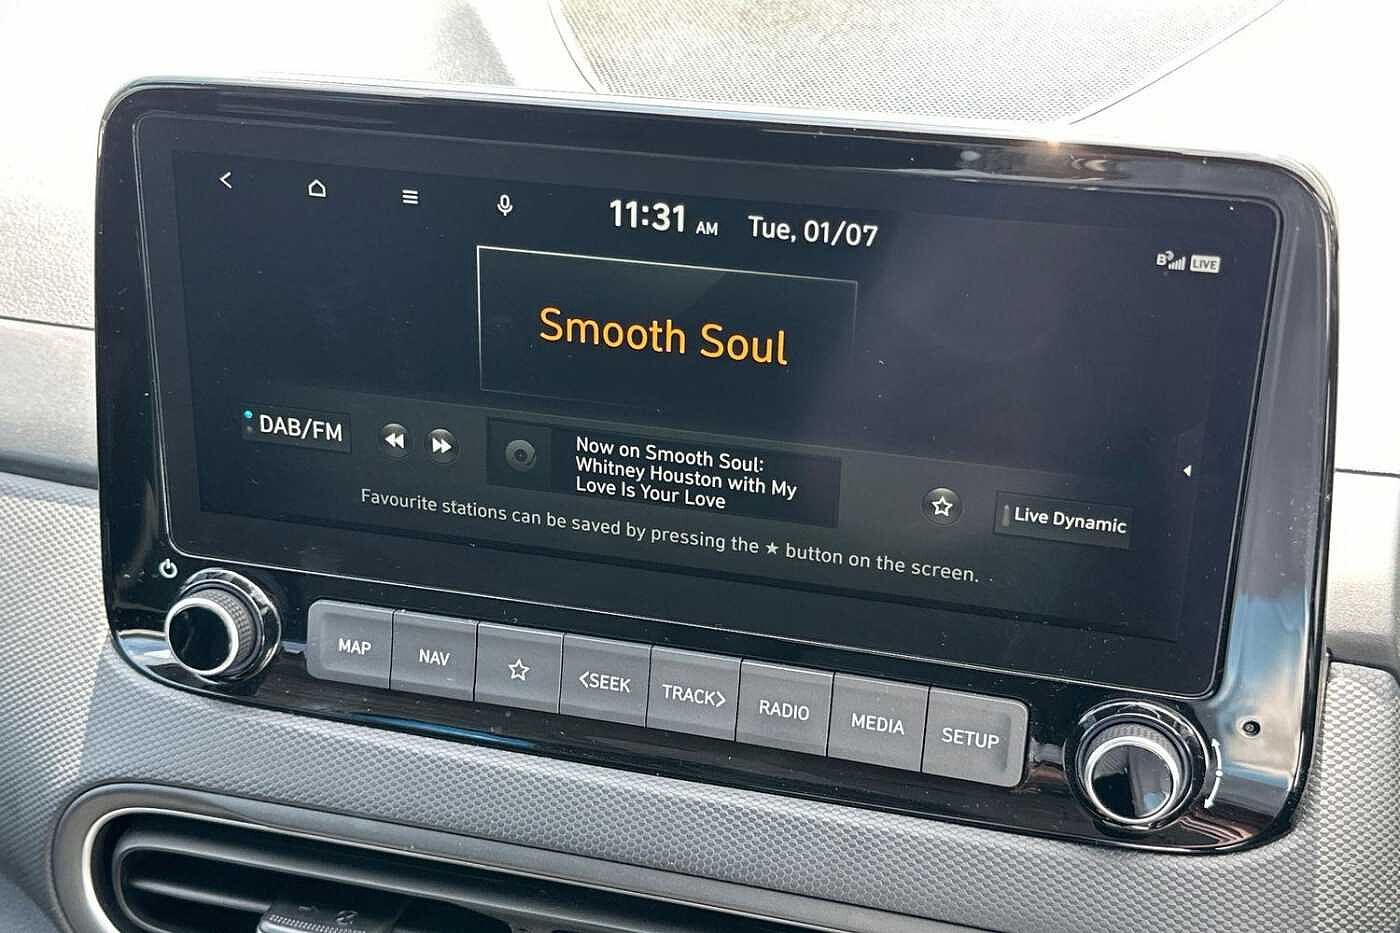 11:31 AM Tue, 01/07
LIVE
Smooth Soul
DAB/FM
Now on Smooth Soul:
Whitney Houston with My
Love Is Your Love
Live Dynamic
Favourite stations can be saved by pressing the ★ button on the screen.
MAP NAV ☆ <SEEK TRACK> RADIO MEDIA SETUP